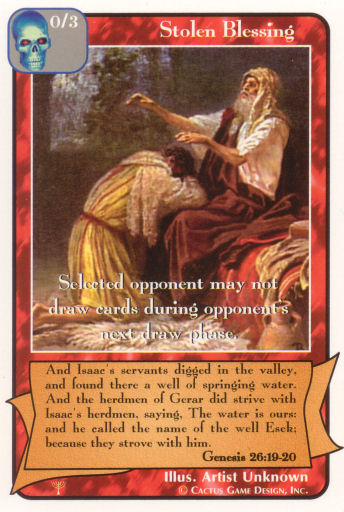 0/3
Stolen Blessing
Selected opponent may not
draw cards during opponent's
next draw phase.
And Isaac's servants digged in the valley,
and found there a well of springing water.
And the herdmen of Gerar did strive with
Isaac's herdmen, saying, The water is ours:
and he called the name of the well Esek;
because they strove with him.
Genesis 26:19-20
Illus. Artist Unknown
© Cactus Game Design, Inc.